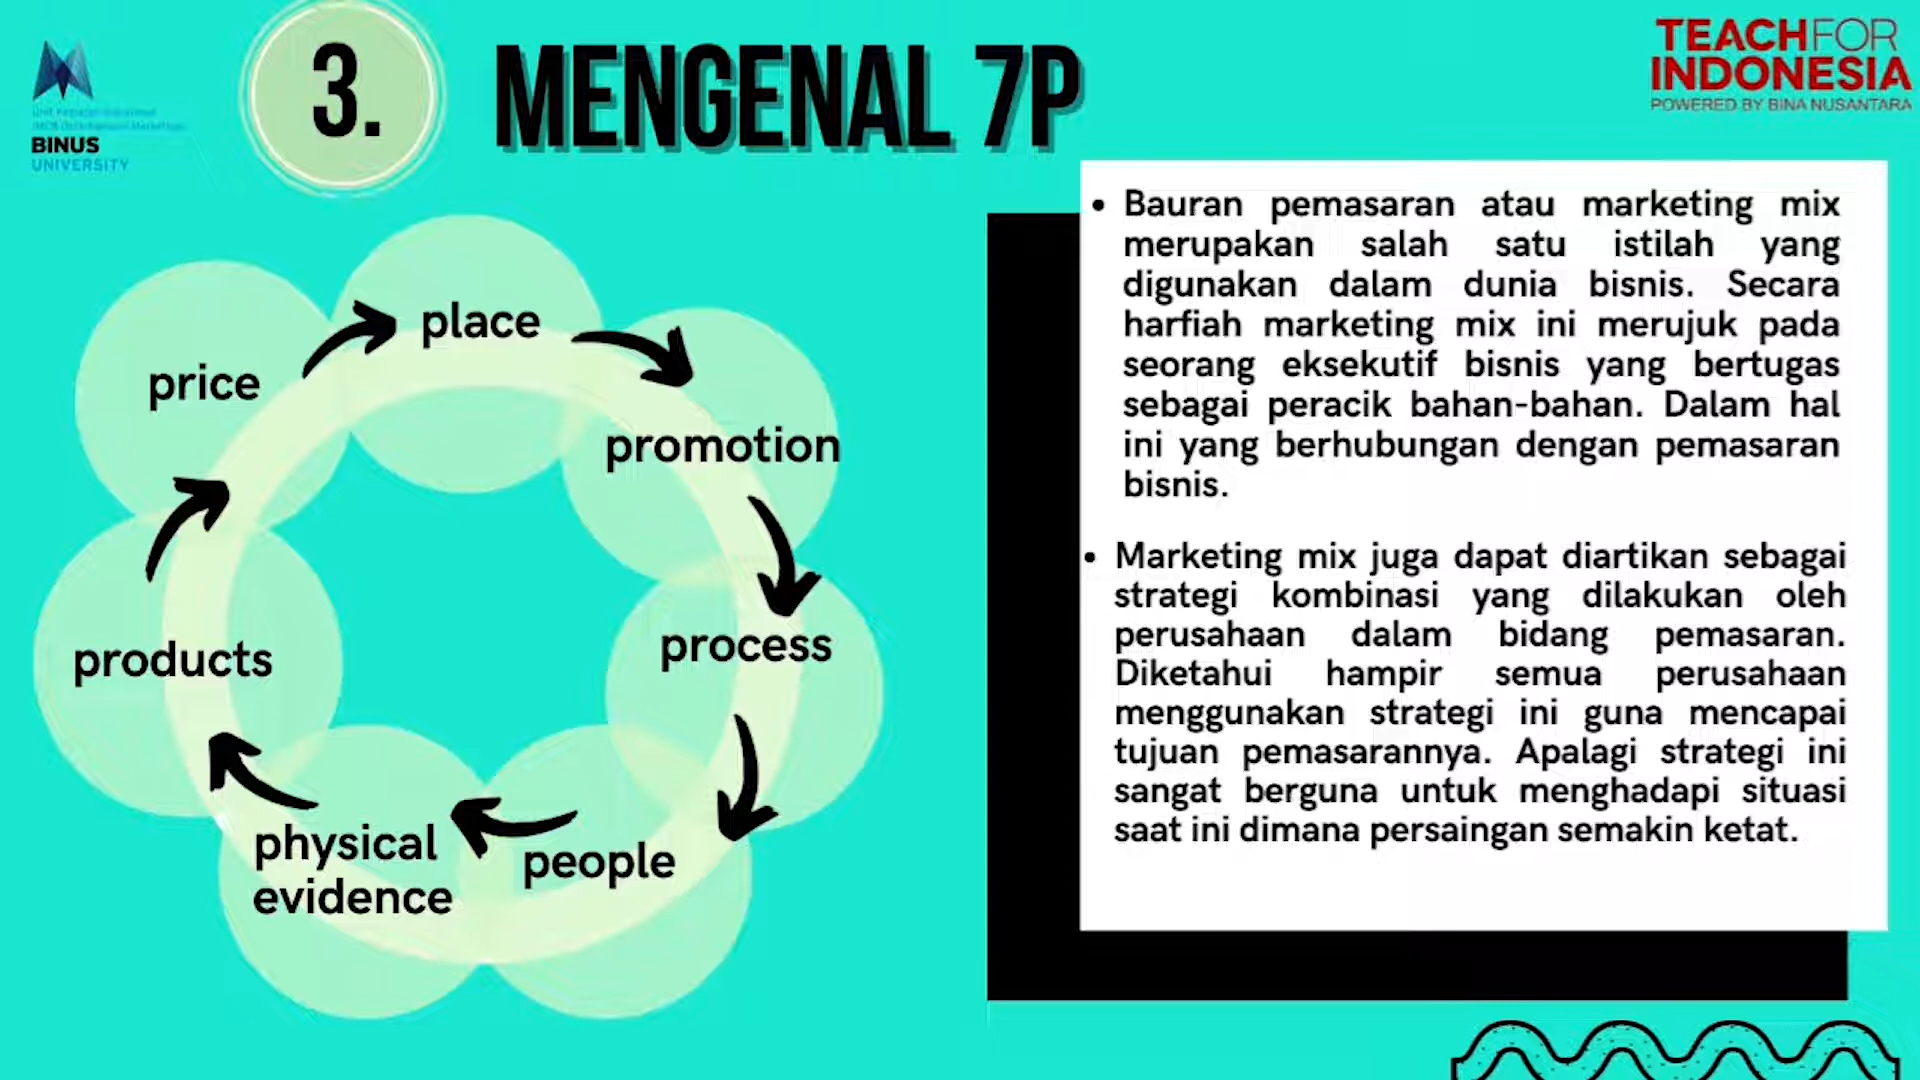 3.
MENGENAL 7P
TEACHFOR
INDONESIA
POWERED BY BINA NUSANTARA
BINUS
UNIVERSITY
place
price
promotion
products
process
physical
evidence
people
• Bauran pemasaran atau marketing mix
merupakan salah satu istilah yang
digunakan dalam dunia bisnis. Secara
harfiah marketing mix ini merujuk pada
seorang eksekutif bisnis yang bertugas
sebagai peracik bahan-bahan. Dalam hal
ini yang berhubungan dengan pemasaran
bisnis.
• Marketing mix juga dapat diartikan sebagai
strategi kombinasi yang dilakukan oleh
perusahaan dalam bidang pemasaran.
Diketahui hampir semua perusahaan
menggunakan strategi ini guna mencapai
tujuan pemasarannya. Apalagi strategi ini
sangat berguna untuk menghadapi situasi
saat ini dimana persaingan semakin ketat.